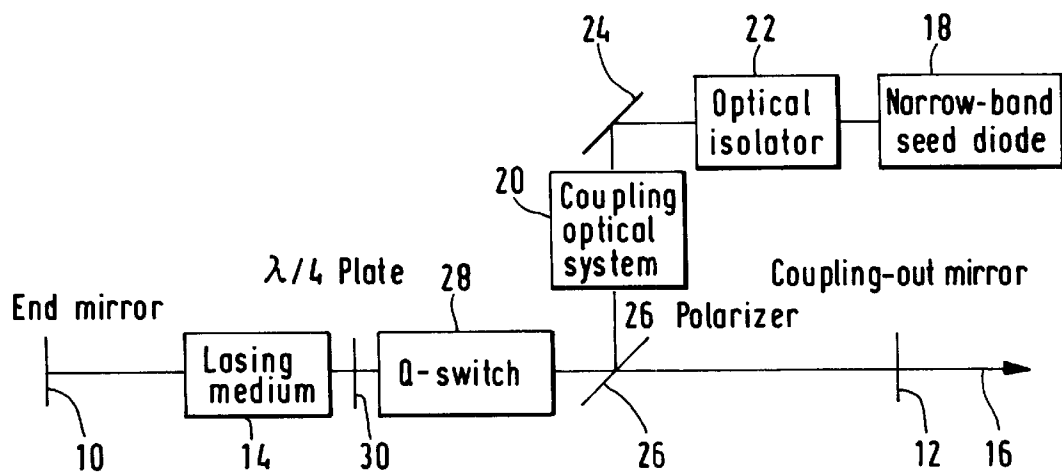 24
22
18
Optical
isolator
Narrow-band
seed diode
20
Coupling
optical
system
λ/4 Plate
Coupling-out mirror
28
End mirror
26 Polarizer
Lasing
medium
Q-switch
10
14
30
26
12
16